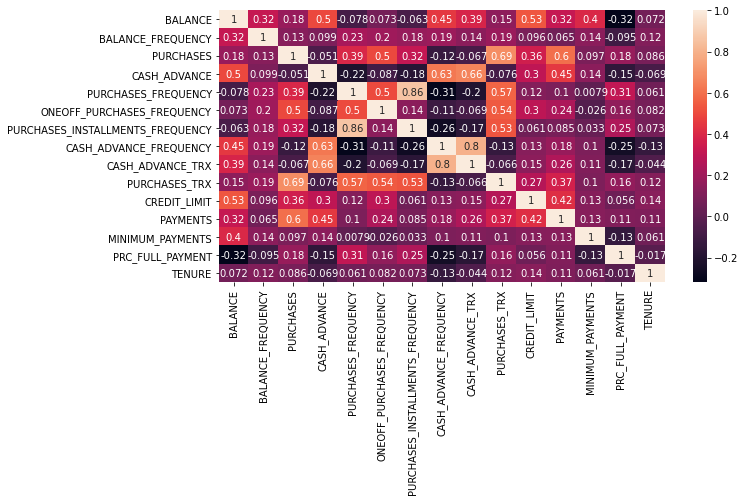 BALANCE 1 0.32 0.18 0.5 -0.078 0.073 -0.063 0.45 0.39 0.15 0.53 0.32 0.4 -0.32 0.072
BALANCE_FREQUENCY 0.32 1 0.13 0.099 0.23 0.2 0.18 0.19 0.14 0.19 0.096 0.065 0.14 -0.095 0.12
PURCHASES 0.18 0.13 1 -0.051 0.39 0.5 0.32 -0.12 -0.067 0.69 0.36 0.6 0.097 0.18 0.086
CASH_ADVANCE 0.5 0.099 -0.051 1 -0.22 -0.087 -0.18 0.63 0.66 -0.076 0.3 0.45 0.14 -0.15 -0.069
PURCHASES_FREQUENCY -0.078 0.23 0.39 -0.22 1 0.5 0.86 -0.31 -0.2 0.57 0.12 0.1 0.0079 0.31 0.061
ONEOFF_PURCHASES_FREQUENCY 0.073 0.2 0.5 -0.087 0.5 1 0.14 -0.11 -0.069 0.54 0.3 0.24 -0.026 0.16 0.082
PURCHASES_INSTALLMENTS_FREQUENCY -0.063 0.18 0.32 -0.18 0.86 0.14 1 -0.26 -0.17 0.53 0.061 0.085 0.033 0.25 0.073
CASH_ADVANCE_FREQUENCY 0.45 0.19 -0.12 0.63 -0.31 -0.11 -0.26 1 0.8 -0.13 0.13 0.18 0.1 -0.25 -0.13
CASH_ADVANCE_TRX 0.39 0.14 -0.067 0.66 -0.2 -0.069 -0.17 0.8 1 -0.066 0.15 0.26 0.11 -0.17 -0.044
PURCHASES_TRX 0.15 0.19 0.69 -0.076 0.57 0.54 0.53 -0.13 -0.066 1 0.27 0.37 0.1 0.16 0.12
CREDIT_LIMIT 0.53 0.096 0.36 0.3 0.12 0.3 0.061 0.13 0.15 0.27 1 0.42 0.13 0.056 0.14
PAYMENTS 0.32 0.065 0.6 0.45 0.1 0.24 0.085 0.18 0.26 0.37 0.42 1 0.13 0.11 0.11
MINIMUM_PAYMENTS 0.4 0.14 0.097 0.14 0.0079 -0.026 0.033 0.1 0.11 0.1 0.13 0.13 1 -0.13 0.061
PRC_FULL_PAYMENT -0.32 -0.095 0.18 -0.15 0.31 0.16 0.25 -0.25 -0.17 0.16 0.056 0.11 -0.13 1 -0.017
TENURE 0.072 0.12 0.086 -0.069 0.061 0.082 0.073 -0.13 -0.044 0.12 0.14 0.11 0.061 -0.017 1
BALANCE
BALANCE_FREQUENCY
PURCHASES
CASH_ADVANCE
PURCHASES_FREQUENCY
ONEOFF_PURCHASES_FREQUENCY
PURCHASES_INSTALLMENTS_FREQUENCY
CASH_ADVANCE_FREQUENCY
CASH_ADVANCE_TRX
PURCHASES_TRX
CREDIT_LIMIT
PAYMENTS
MINIMUM_PAYMENTS
PRC_FULL_PAYMENT
TENURE
1.0
0.8
0.6
0.4
0.2
0.0
−0.2